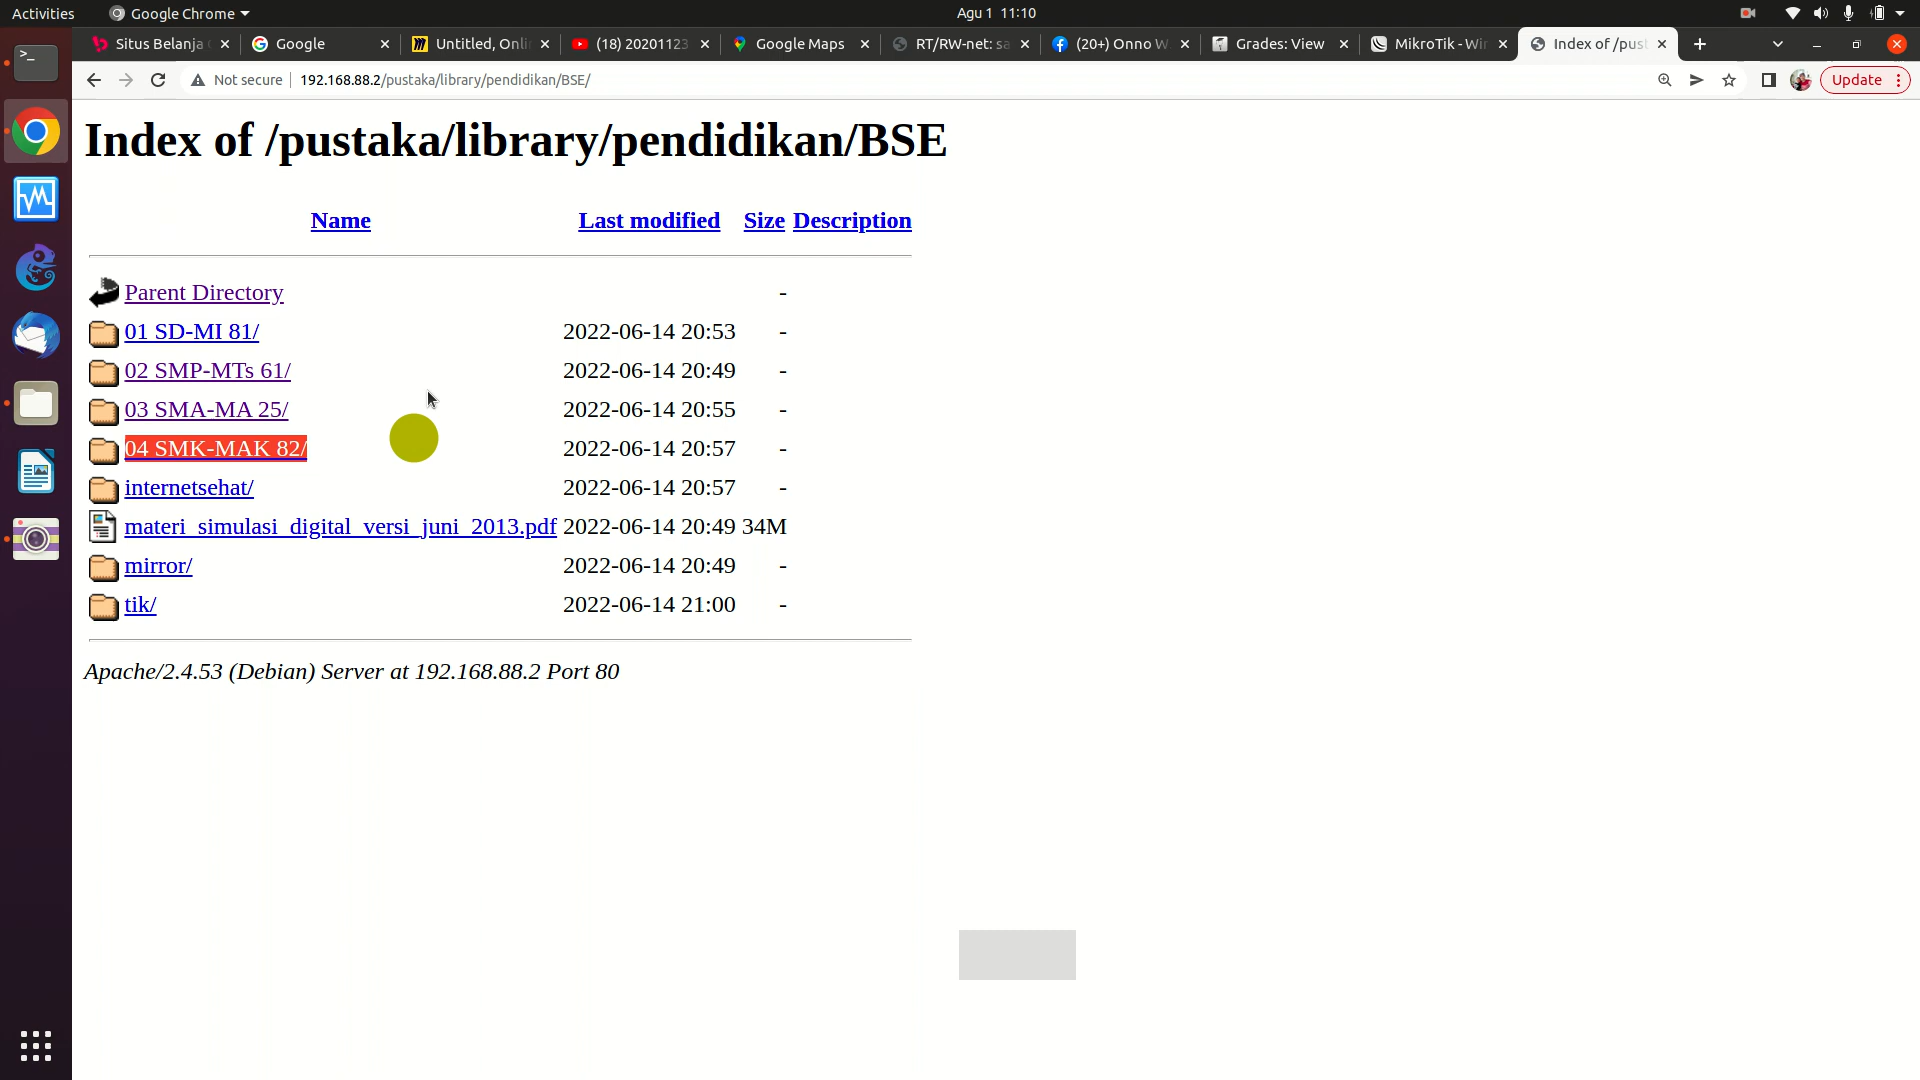 Activities Google Chrome Agu 1 11:10
Situs Belanja Google Untitled, Onli (18) 20201123 Google Maps RT/RW-net: sa (20+) Onno W Grades: View MikroTik - Wir Index of /pust
Not secure 192.168.88.2/pustaka/library/pendidikan/BSE/ Update
Index of /pustaka/library/pendidikan/BSE
Name Last modified Size Description
Parent Directory -
01 SD-MI 81/ 2022-06-14 20:53 -
02 SMP-MTs 61/ 2022-06-14 20:49 -
03 SMA-MA 25/ 2022-06-14 20:55 -
04 SMK-MAK 82/ 2022-06-14 20:57 -
internetsehat/ 2022-06-14 20:57 -
materi_simulasi_digital_versi_juni_2013.pdf 2022-06-14 20:49 34M
mirror/ 2022-06-14 20:49 -
tik/ 2022-06-14 21:00 -
Apache/2.4.53 (Debian) Server at 192.168.88.2 Port 80